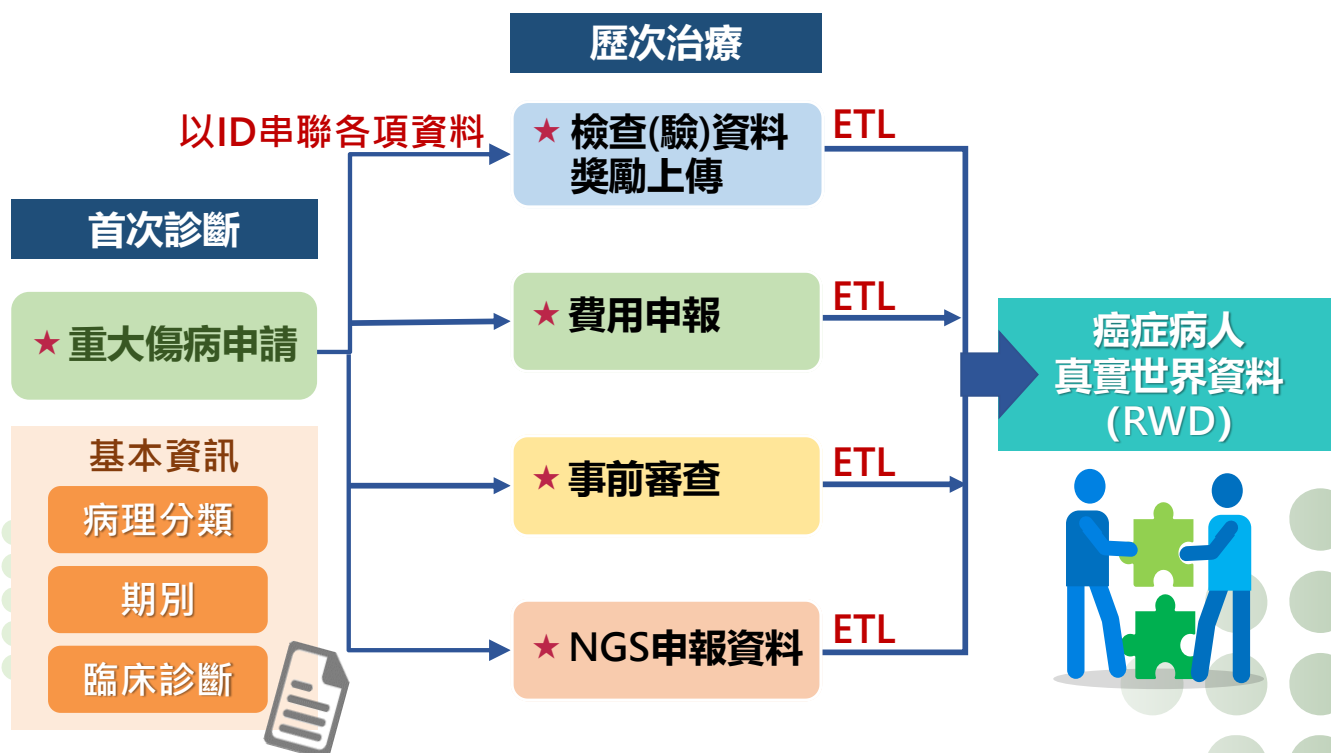 歷次治療
以ID串聯各項資料
★ 檢查(驗)資料
獎勵上傳
ETL
首次診斷
★ 重大傷病申請
★ 費用申報
ETL
癌症病人
真實世界資料
(RWD)
基本資訊
病理分類
期別
臨床診斷
★ 事前審查
ETL
★ NGS申報資料
ETL